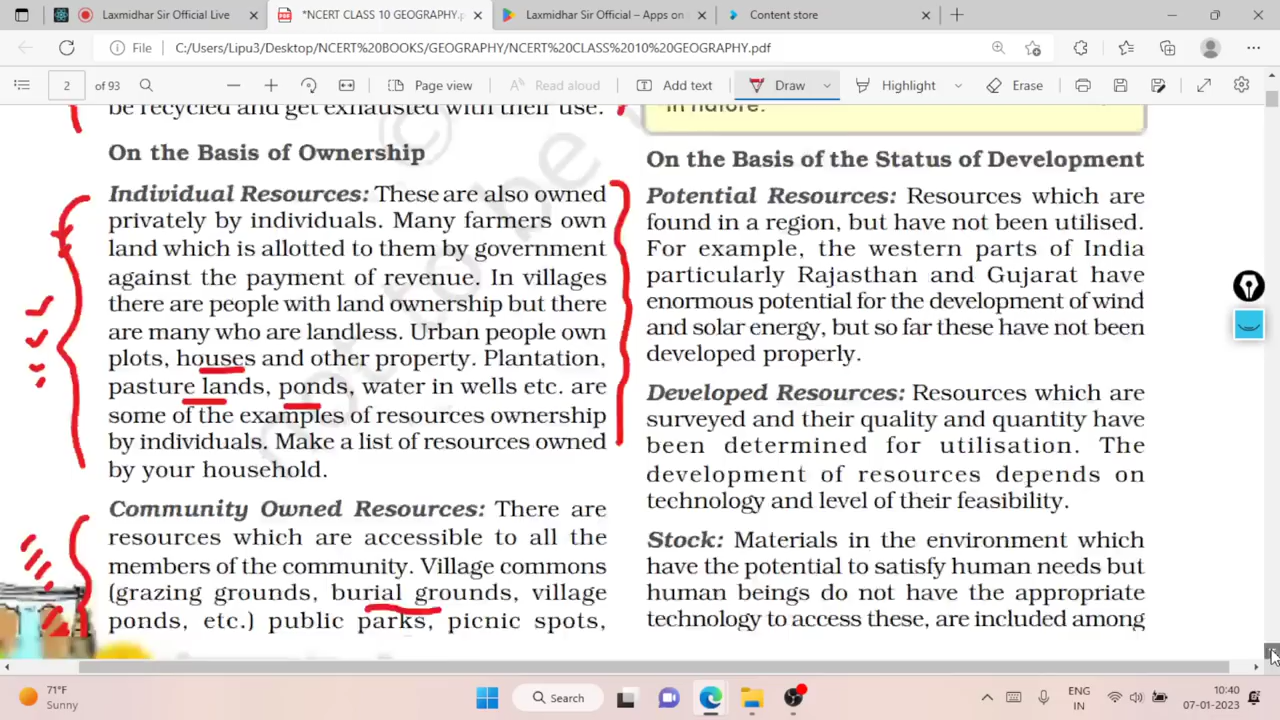 Laxmidhar Sir Official Live
*NCERT CLASS 10 GEOGRAPHY.p
Laxmidhar Sir Official – Apps on
Content store
File
C:/Users/Lipu3/Desktop/NCERT%20BOOKS/GEOGRAPHY/NCERT%20CLASS%2010%20GEOGRAPHY.pdf
2 of 93
Page view
Read aloud
Add text
Draw
Highlight
Erase
be recycled and get exhausted with their use.
On the Basis of Ownership
Individual Resources: These are also owned
privately by individuals. Many farmers own
land which is allotted to them by government
against the payment of revenue. In villages
there are people with land ownership but there
are many who are landless. Urban people own
plots, houses and other property. Plantation,
pasture lands, ponds, water in wells etc. are
some of the examples of resources ownership
by individuals. Make a list of resources owned
by your household.
Community Owned Resources: There are
resources which are accessible to all the
members of the community. Village commons
(grazing grounds, burial grounds, village
ponds, etc.) public parks, picnic spots,
in nature.
On the Basis of the Status of Development
Potential Resources: Resources which are
found in a region, but have not been utilised.
For example, the western parts of India
particularly Rajasthan and Gujarat have
enormous potential for the development of wind
and solar energy, but so far these have not been
developed properly.
Developed Resources: Resources which are
surveyed and their quality and quantity have
been determined for utilisation. The
development of resources depends on
technology and level of their feasibility.
Stock: Materials in the environment which
have the potential to satisfy human needs but
human beings do not have the appropriate
technology to access these, are included among
©
not to be
71°F
Sunny
Search
ENG
IN
10:40
07-01-2023